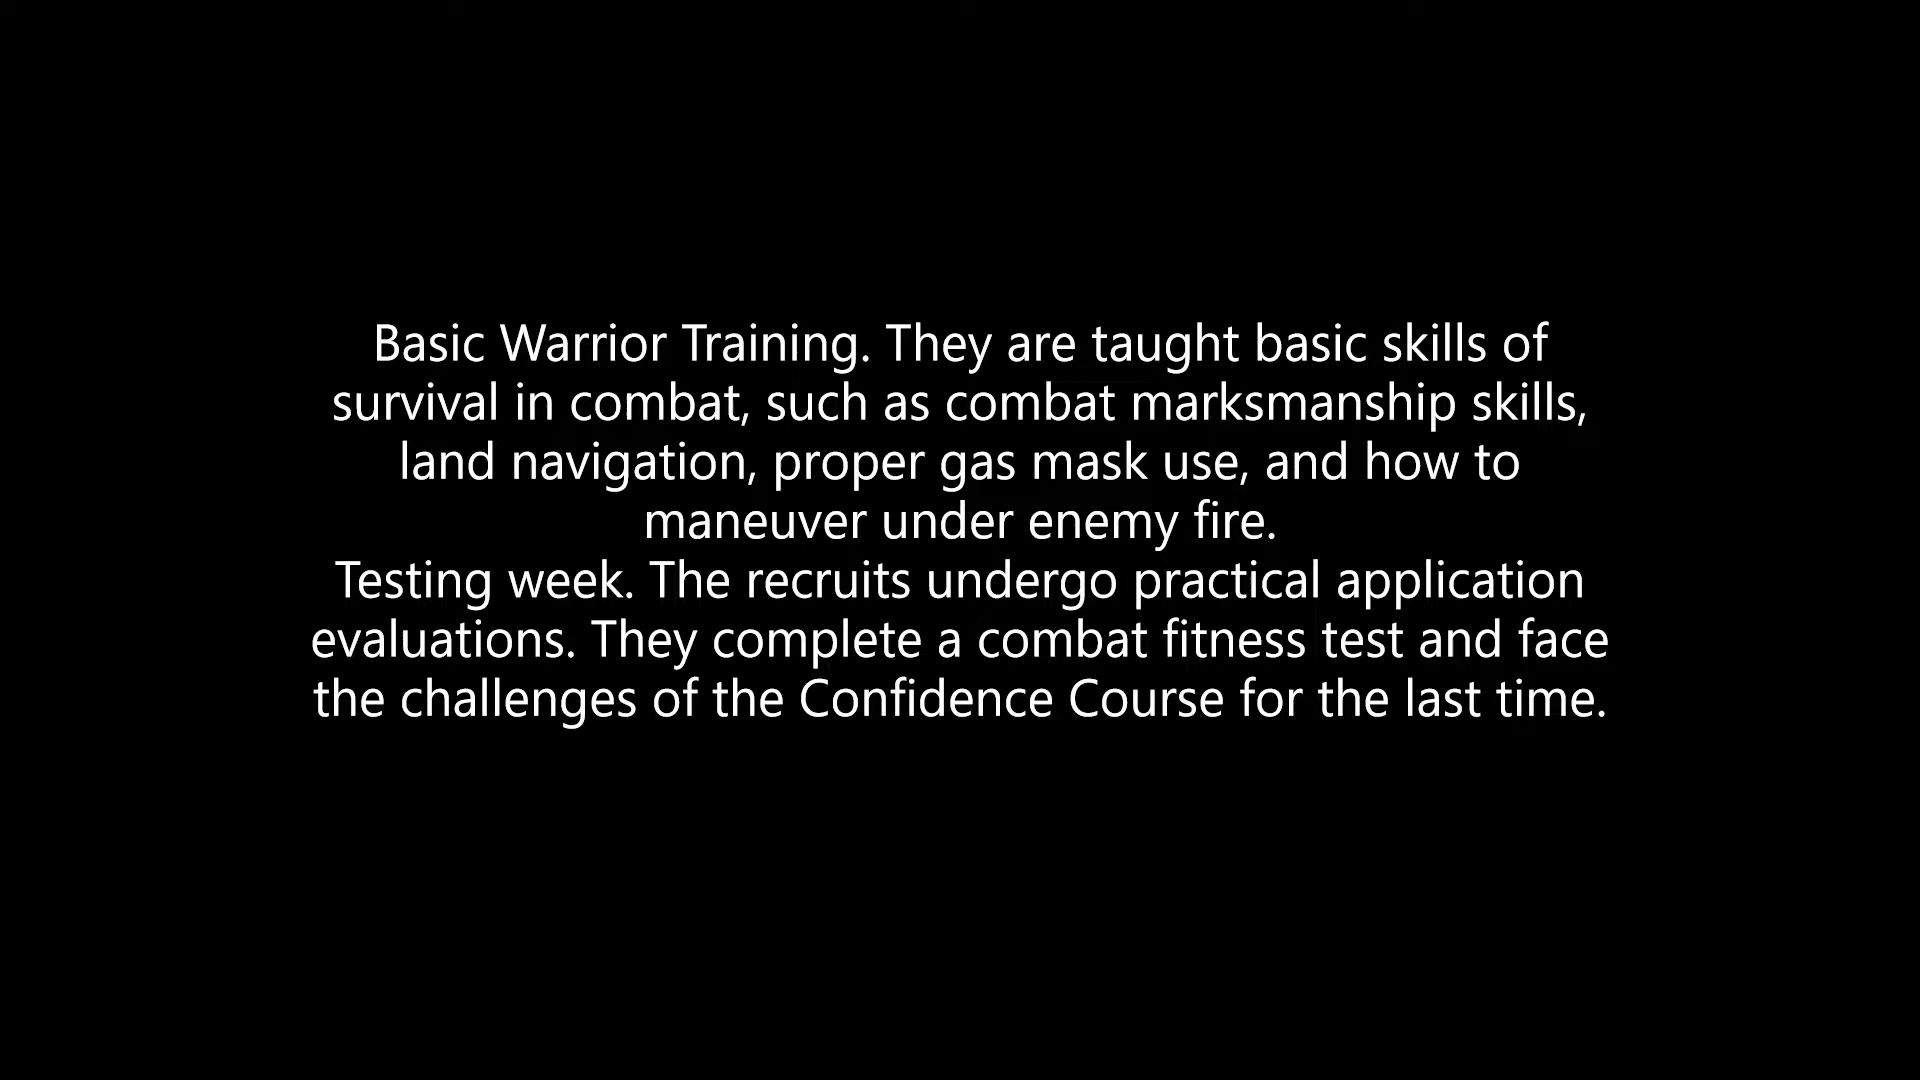 Basic Warrior Training. They are taught basic skills of
survival in combat, such as combat marksmanship skills,
land navigation, proper gas mask use, and how to
maneuver under enemy fire.
Testing week. The recruits undergo practical application
evaluations. They complete a combat fitness test and face
the challenges of the Confidence Course for the last time.